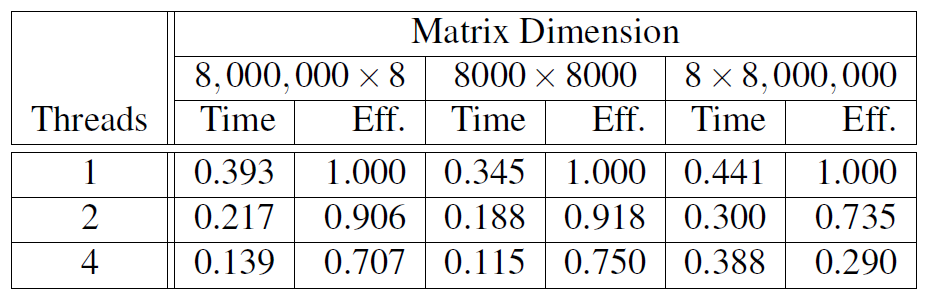 Matrix Dimension
8,000,000 × 8 8000 × 8000 8 × 8,000,000
Threads Time Eff. Time Eff. Time Eff.
1 0.393 1.000 0.345 1.000 0.441 1.000
2 0.217 0.906 0.188 0.918 0.300 0.735
4 0.139 0.707 0.115 0.750 0.388 0.290